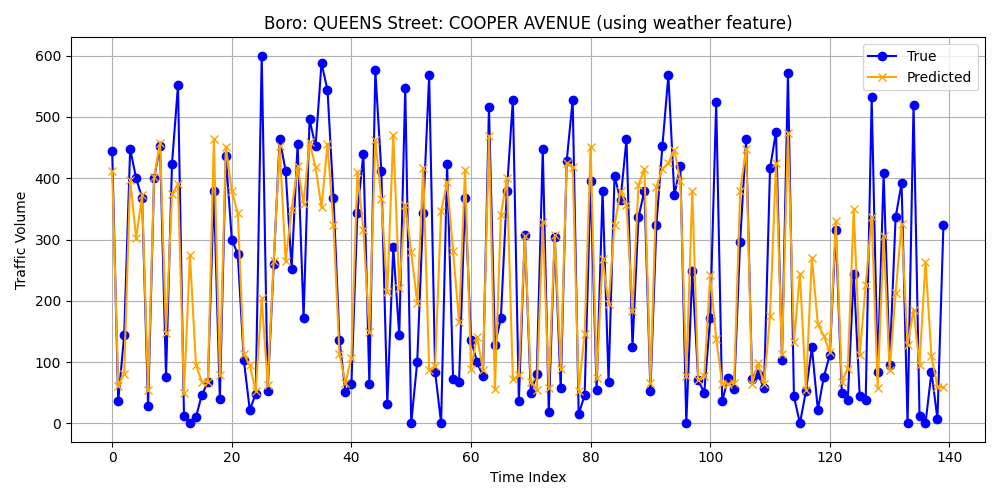 Boro: QUEENS Street: COOPER AVENUE (using weather feature)
True
Predicted
Traffic Volume
600
500
400
300
200
100
0
0 20 40 60 80 100 120 140
Time Index